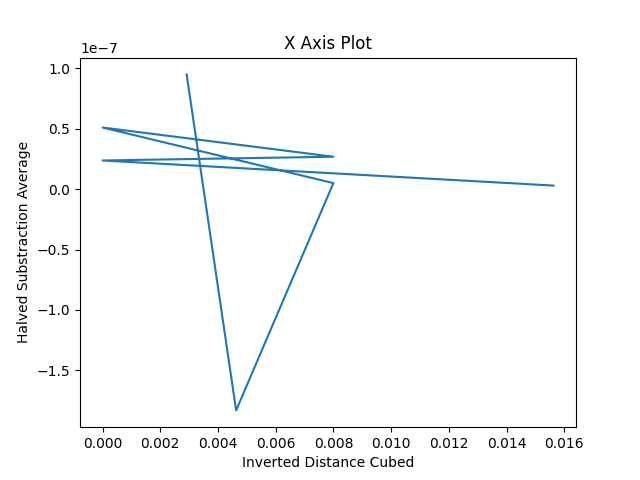 X Axis Plot
1e−7
1.0
0.5
0.0
−0.5
−1.0
−1.5
Halved Substraction Average
0.000 0.002 0.004 0.006 0.008 0.010 0.012 0.014 0.016
Inverted Distance Cubed